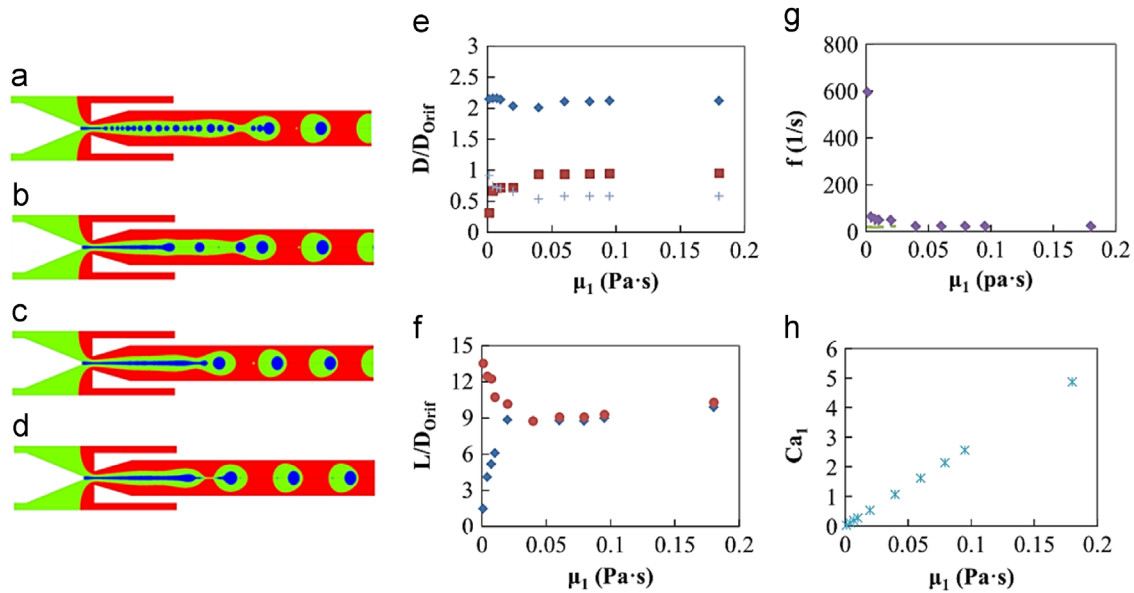 a
b
c
d
e
D/D_Orif
3
2.5
2
1.5
1
0.5
0
0 0.05 0.1 0.15 0.2
μ₁ (Pa·s)
f
L/D_Orif
15
12
9
6
3
0
0 0.05 0.1 0.15 0.2
μ₁ (Pa·s)
g
f (1/s)
800
600
400
200
0
0 0.05 0.1 0.15 0.2
μ₁ (pa·s)
h
Ca₁
6
5
4
3
2
1
0
0 0.05 0.1 0.15 0.2
μ₁ (Pa·s)